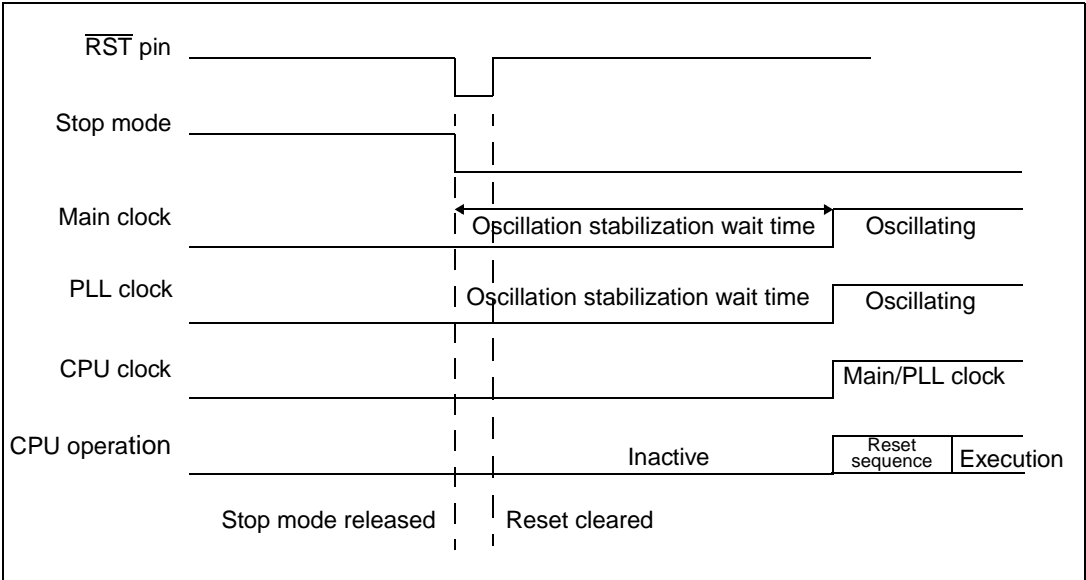 R̅S̅T̅ pin
Stop mode
Main clock
Oscillation stabilization wait time
Oscillating
PLL clock
Oscillation stabilization wait time
Oscillating
CPU clock
Main/PLL clock
CPU operation
Inactive
Reset
sequence
Execution
Stop mode released
Reset cleared